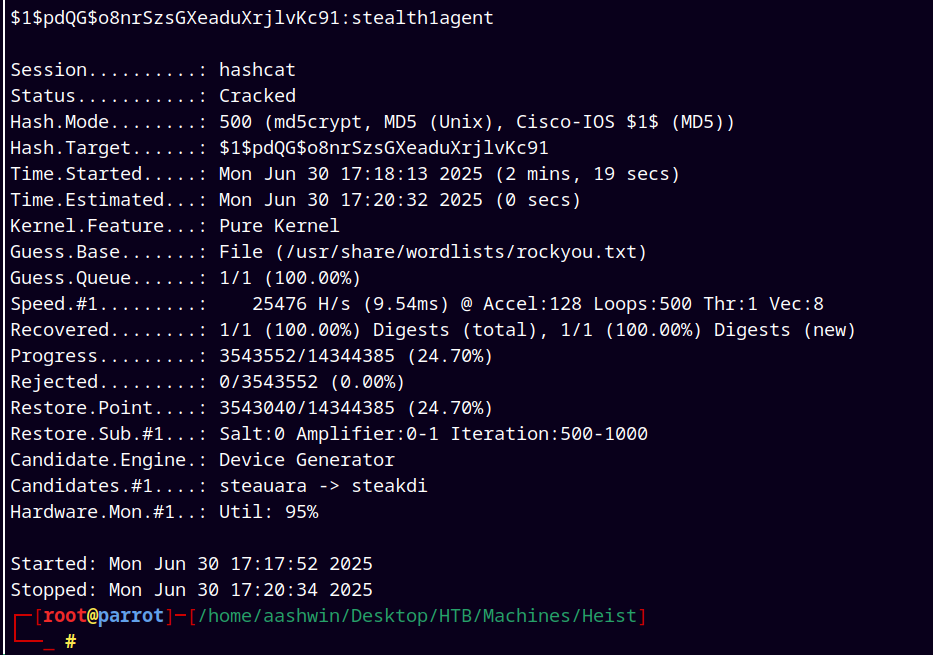 $1$pdQG$o8nrSzsGXeaduXrjlvKc91:stealth1agent
Session..........: hashcat
Status...........: Cracked
Hash.Mode........: 500 (md5crypt, MD5 (Unix), Cisco-IOS $1$ (MD5))
Hash.Target......: $1$pdQG$o8nrSzsGXeaduXrjlvKc91
Time.Started.....: Mon Jun 30 17:18:13 2025 (2 mins, 19 secs)
Time.Estimated...: Mon Jun 30 17:20:32 2025 (0 secs)
Kernel.Feature...: Pure Kernel
Guess.Base.......: File (/usr/share/wordlists/rockyou.txt)
Guess.Queue......: 1/1 (100.00%)
Speed.#1.........:    25476 H/s (9.54ms) @ Accel:128 Loops:500 Thr:1 Vec:8
Recovered........: 1/1 (100.00%) Digests (total), 1/1 (100.00%) Digests (new)
Progress.........: 3543552/14344385 (24.70%)
Rejected.........: 0/3543552 (0.00%)
Restore.Point....: 3543040/14344385 (24.70%)
Restore.Sub.#1...: Salt:0 Amplifier:0-1 Iteration:500-1000
Candidate.Engine.: Device Generator
Candidates.#1....: steauara -> steakdi
Hardware.Mon.#1..: Util: 95%
Started: Mon Jun 30 17:17:52 2025
Stopped: Mon Jun 30 17:20:34 2025
┌─[root@parrot]─[/home/aashwin/Desktop/HTB/Machines/Heist]
└──_ #